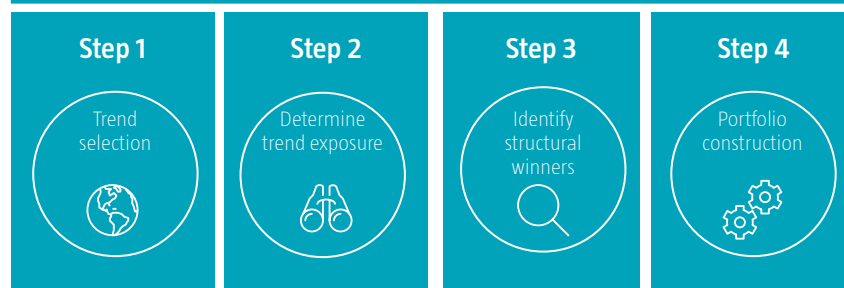 Step 1
Trend
selection
Step 2
Determine
trend exposure
Step 3
Identify
structural
winners
Step 4
Portfolio
construction